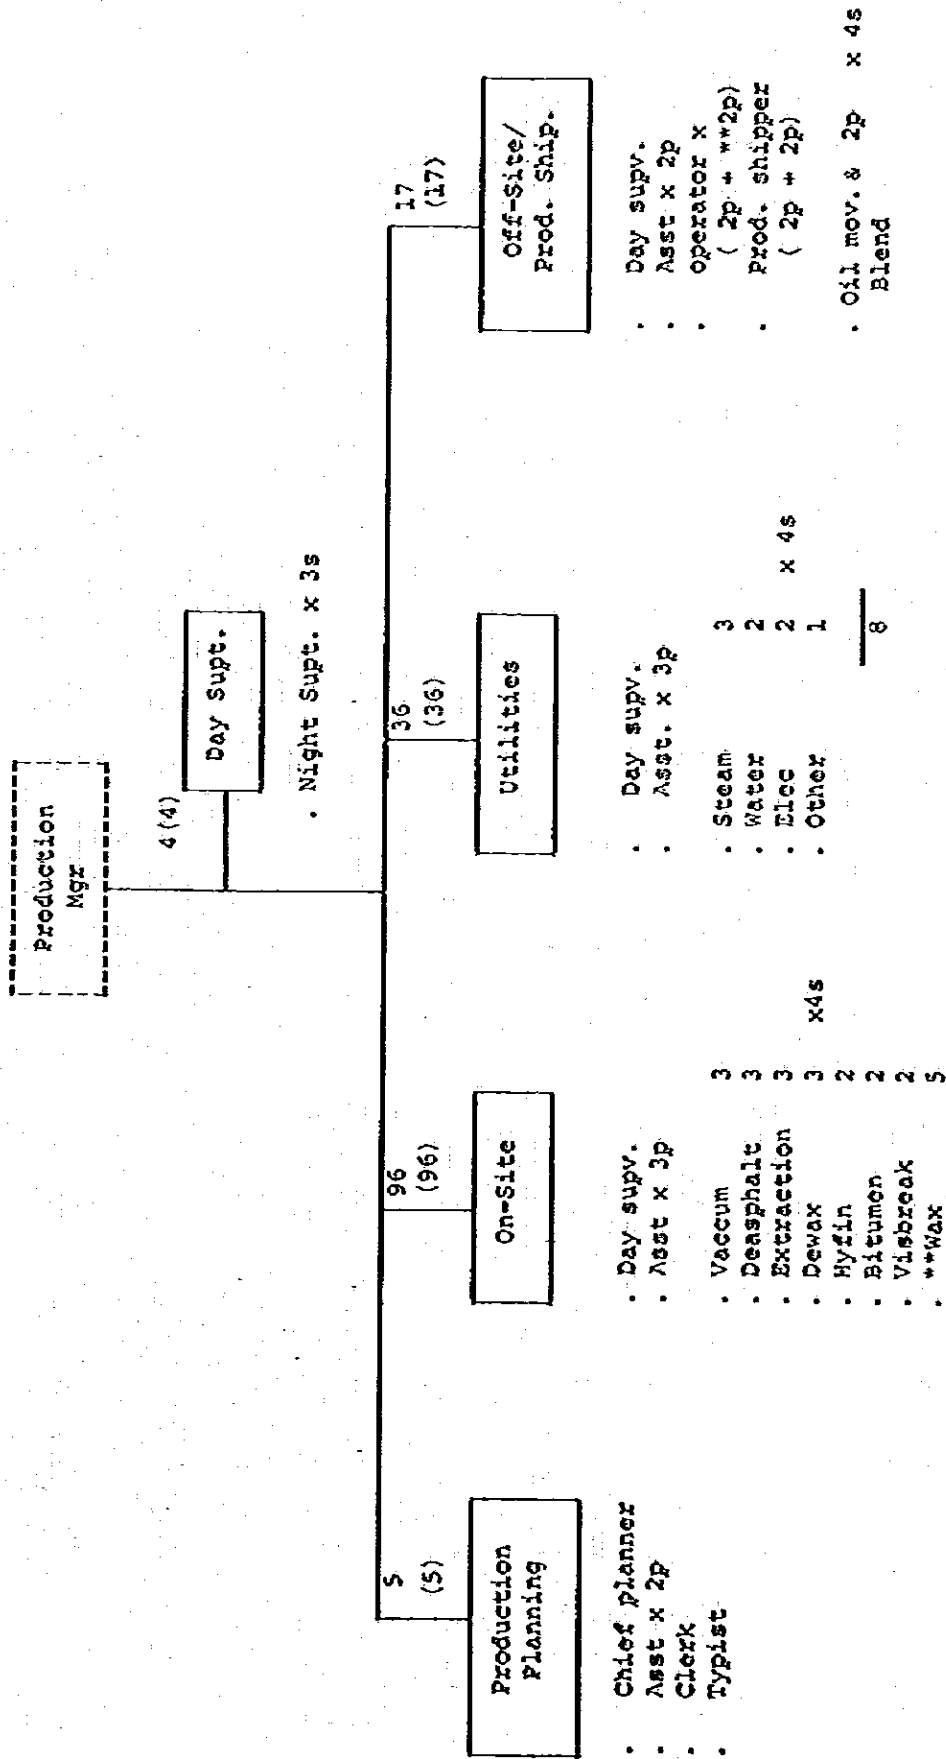 Production
Mgr
4(4)
Day Supt.
. Night Supt. x 3s
5
(5)
Production
Planning
. Chief planner
. Asst x 2p
. Clerk
. Typist
96
(96)
On-Site
. Day supv.
. Asst x 3p
. Vaccum 3
. Deasphalt 3
. Extraction 3
. Dewax 3 x4s
. Hyfin 2
. Bitumen 2
. Visbreak 2
. **Wax 5
36
(36)
Utilities
. Day supv.
. Asst. x 3p
. Steam 3
. Water 2
. Elec 2 x 4s
. Other 1
8
17
(17)
Off-Site/
Prod. Ship.
. Day supv.
. Asst x 2p
. operator x
( 2p + **2p)
. Prod. shipper
( 2p + 2p)
. Oil mov. & 2p x 4s
Blend